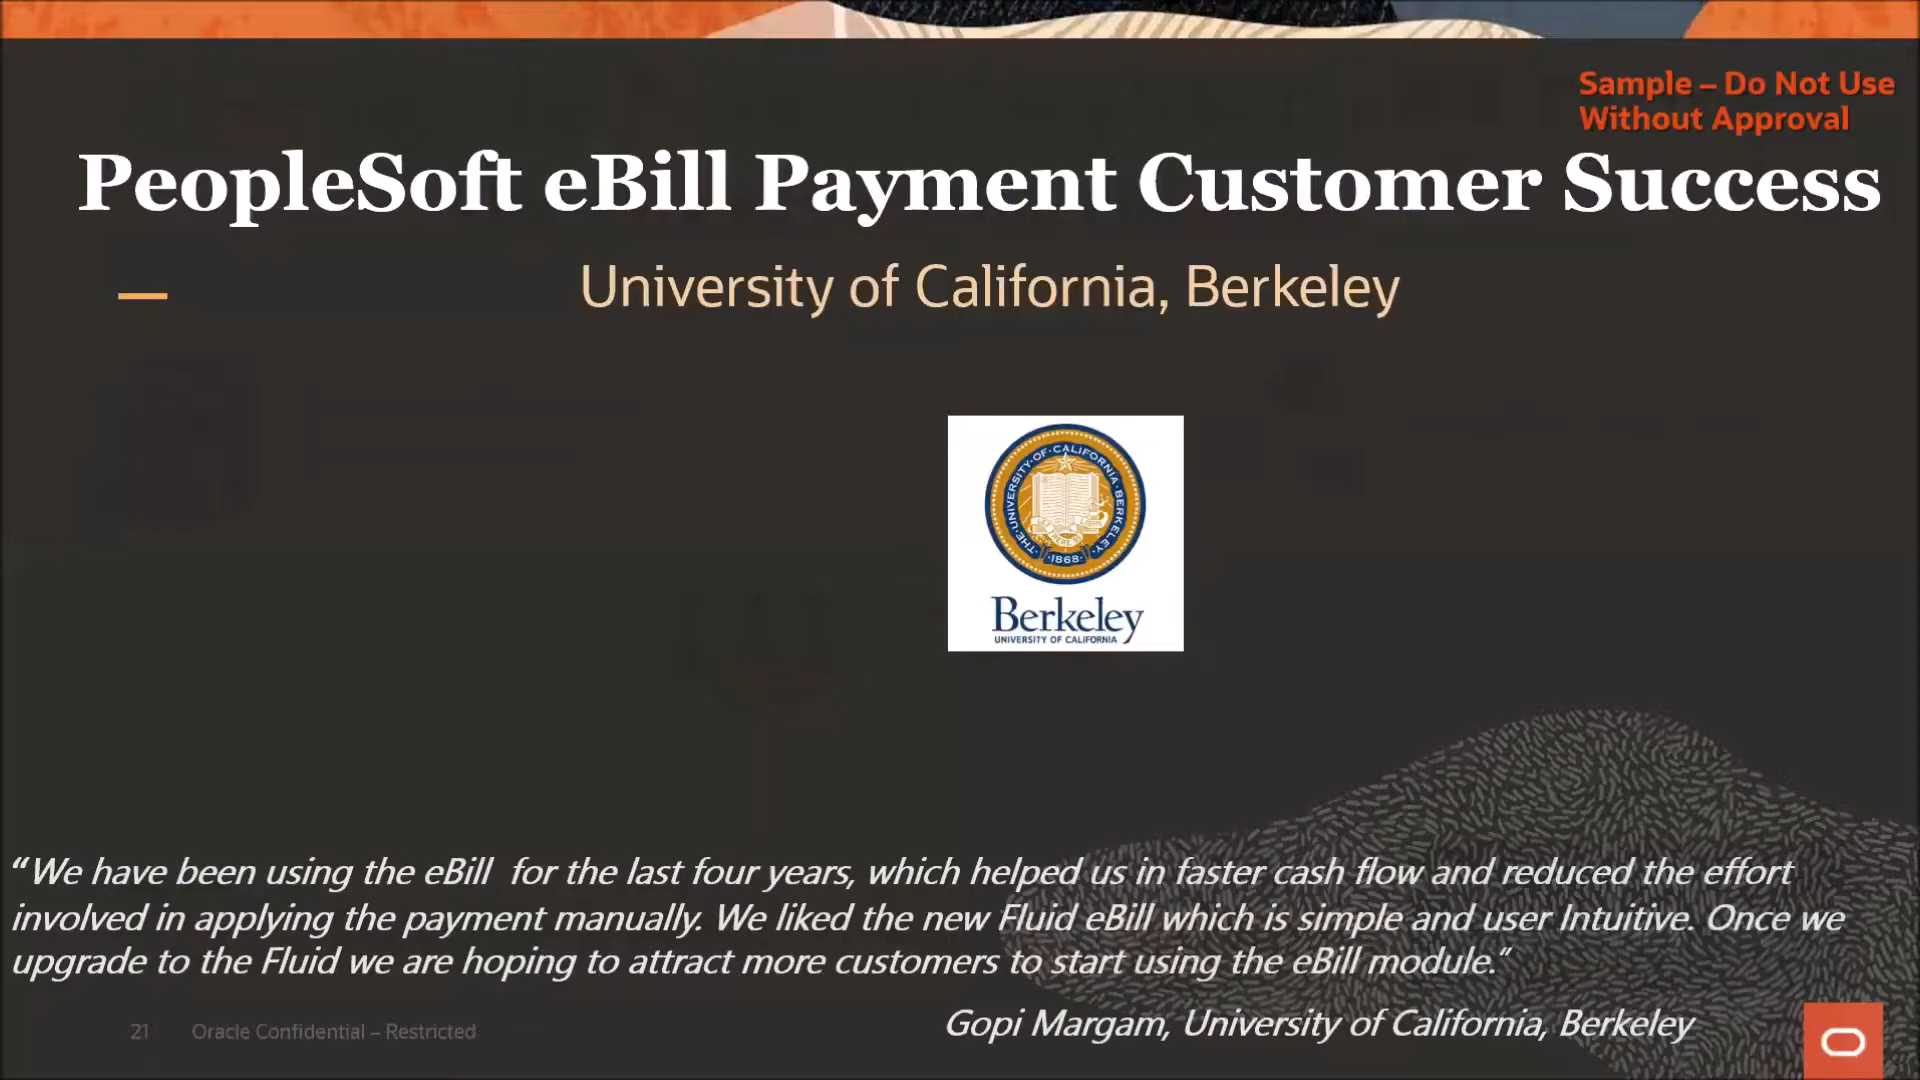 Sample – Do Not Use
Without Approval
PeopleSoft eBill Payment Customer Success
University of California, Berkeley
THE·UNIVERSITY·OF·CALIFORNIA·BERKELEY·
·1868·
Berkeley
UNIVERSITY OF CALIFORNIA
“We have been using the eBill  for the last four years, which helped us in faster cash flow and reduced the effort
involved in applying the payment manually. We liked the new Fluid eBill which is simple and user Intuitive. Once we
upgrade to the Fluid we are hoping to attract more customers to start using the eBill module.”
Gopi Margam, University of California, Berkeley
21 Oracle Confidential – Restricted